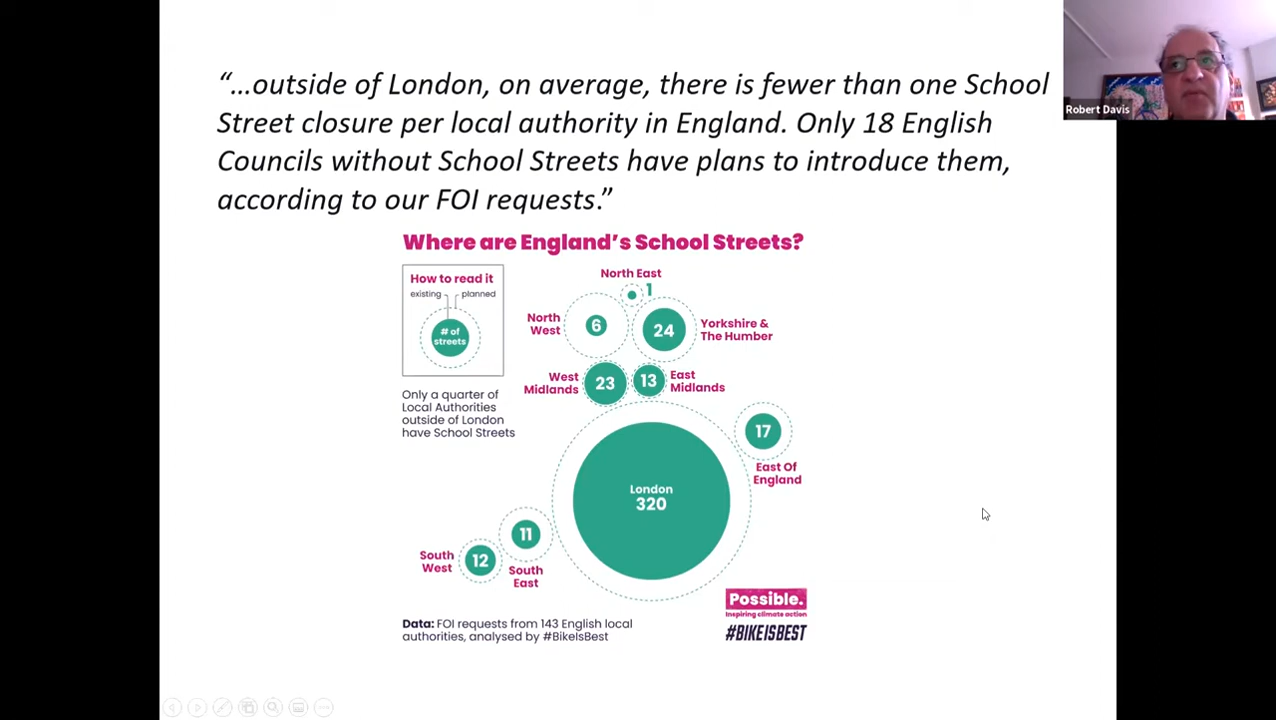 “…outside of London, on average, there is fewer than one School
Street closure per local authority in England. Only 18 English
Councils without School Streets have plans to introduce them,
according to our FOI requests.”
Robert Davis
Where are England’s School Streets?
How to read it
existing
planned
# of
streets
Only a quarter of
Local Authorities
outside of London
have School Streets
North East
1
North
West
6
24
Yorkshire &
The Humber
West
Midlands
23
13
East
Midlands
17
East Of
England
London
320
11
South
East
South
West
12
Data: FOI requests from 143 English local
authorities, analysed by #BikeIsBest
Possible.
Inspiring climate action
#BIKEISBEST